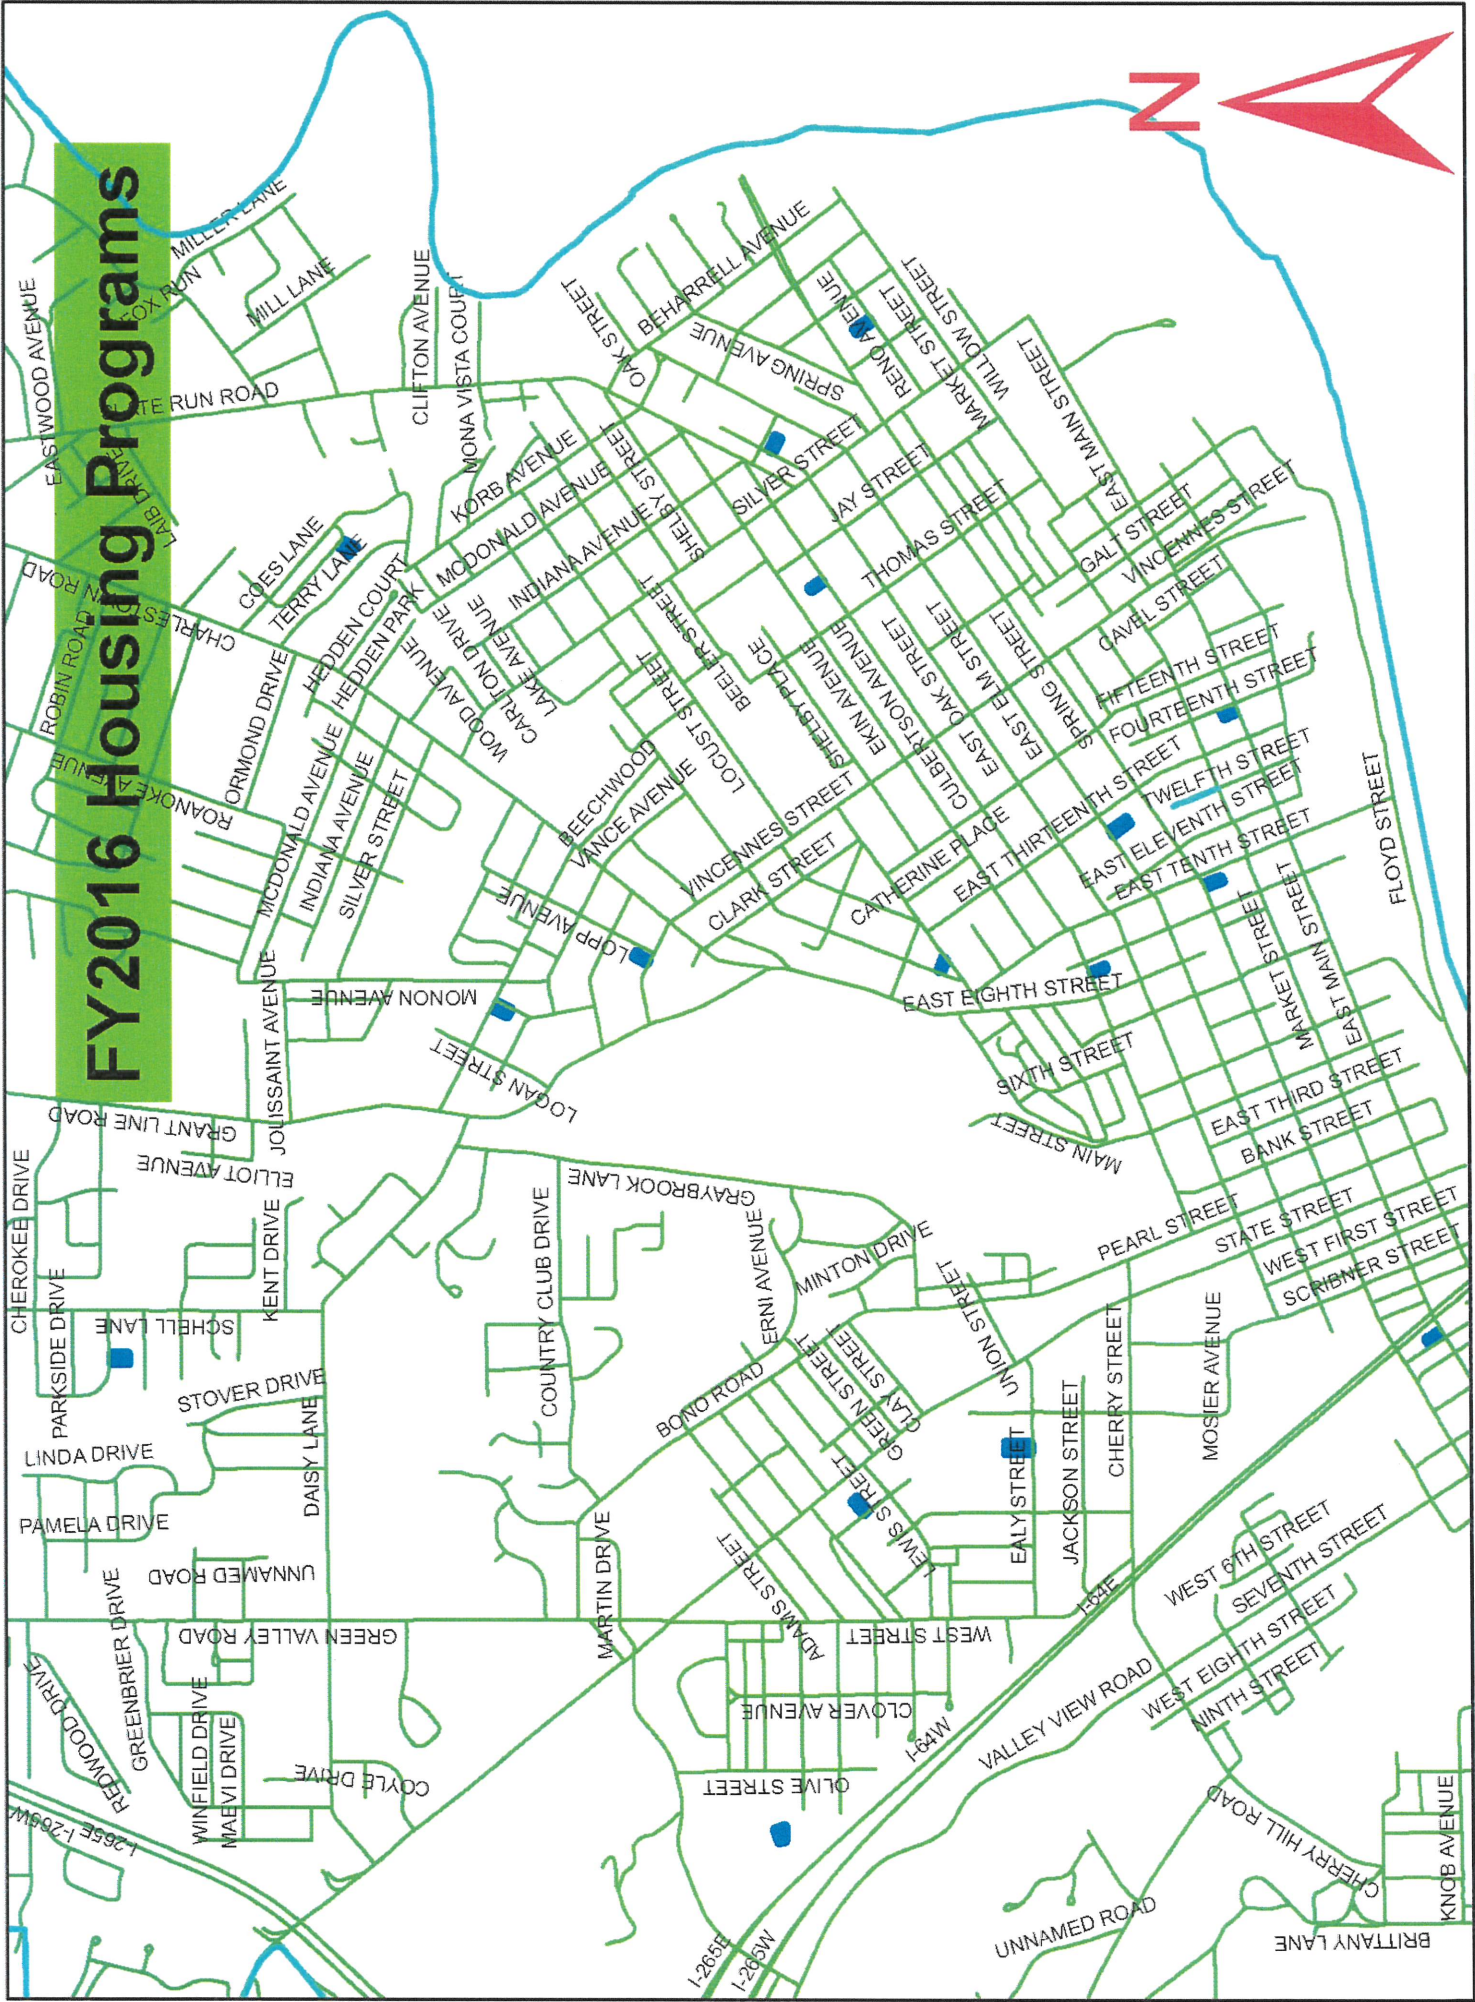 FY2016 Housing Programs
N
EASTWOOD AVENUE
MILLER LANE
FOX RUN
MILL LANE
SLATE RUN ROAD
LAIB DRIVE
CHARLESTON ROAD
ROBIN ROAD
ROANOKE AVENUE
ORMOND DRIVE
COES LANE
TERRY LANE
HEDDEN COURT
HEDDEN PARK
CLIFTON AVENUE
MONA VISTA COURT
KORB AVENUE
MCDONALD AVENUE
INDIANA AVENUE
SHELBY STREET
OAK STREET
BEHARRELL AVENUE
SPRING AVENUE
RENO AVENUE
MARKET STREET
WILLOW STREET
EAST MAIN STREET
SILVER STREET
JAY STREET
THOMAS STREET
GALT STREET
VINCENNES STREET
CAVEL STREET
FIFTEENTH STREET
FOURTEENTH STREET
WOOD AVENUE
CARLTON DRIVE
LAKE AVENUE
BEELER STREET
LOCUST STREET
SHELBY PLACE
EKIN AVENUE
CULBERTSON AVENUE
EAST OAK STREET
EAST ELM STREET
SPRING STREET
MCDONALD AVENUE
INDIANA AVENUE
SILVER STREET
BEECHWOOD
VANCE AVENUE
VINCENNES STREET
CLARK STREET
CATHERINE PLACE
EAST THIRTEENTH STREET
TWELFTH STREET
EAST ELEVENTH STREET
EAST TENTH STREET
FLOYD STREET
LOPP AVENUE
MONON AVENUE
JOLISSAINT AVENUE
LOGAN STREET
EAST EIGHTH STREET
SIXTH STREET
MAIN STREET
MARKET STREET
EAST MAIN STREET
EAST THIRD STREET
BANK STREET
PEARL STREET
STATE STREET
WEST FIRST STREET
SCRIBNER STREET
GRANT LINE ROAD
ELLIOT AVENUE
CHEROKEE DRIVE
KENT DRIVE
PARKSIDE DRIVE
SCHELL LANE
STOVER DRIVE
DAISY LANE
LINDA DRIVE
PAMELA DRIVE
UNNAMED ROAD
GRAYBROOK LANE
COUNTRY CLUB DRIVE
ERNI AVENUE
MINTON DRIVE
BONO ROAD
GREEN STREET
CLAY STREET
UNION STREET
LEWIS STREET
EALY STREET
JACKSON STREET
CHERRY STREET
MOSIER AVENUE
ADAMS STREET
MARTIN DRIVE
GREEN VALLEY ROAD
WEST STREET
I-64E
WEST 6TH STREET
SEVENTH STREET
WEST EIGHTH STREET
NINTH STREET
REDWOOD DRIVE
GREENBRIER DRIVE
WINFIELD DRIVE
MAEVI DRIVE
COYLE DRIVE
CLOVER AVENUE
OLIVE STREET
I-64W
VALLEY VIEW ROAD
CHERRY HILL ROAD
KNOB AVENUE
BRITTANY LANE
UNNAMED ROAD
I-265E I-265W
I-265E
I-265W